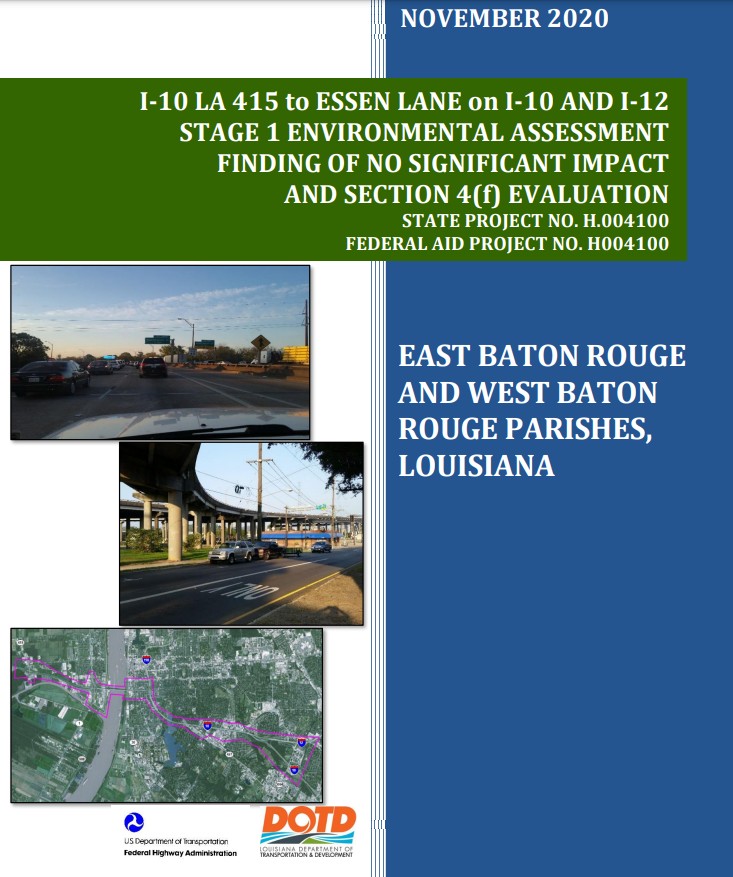 NOVEMBER 2020
I-10 LA 415 to ESSEN LANE on I-10 AND I-12
STAGE 1 ENVIRONMENTAL ASSESSMENT
FINDING OF NO SIGNIFICANT IMPACT
AND SECTION 4(f) EVALUATION
STATE PROJECT NO. H.004100
FEDERAL AID PROJECT NO. H004100
EAST BATON ROUGE
AND WEST BATON
ROUGE PARISHES,
LOUISIANA
ONLY
US Department of Transportation
Federal Highway Administration
DOTD
LOUISIANA DEPARTMENT OF
TRANSPORTATION & DEVELOPMENT